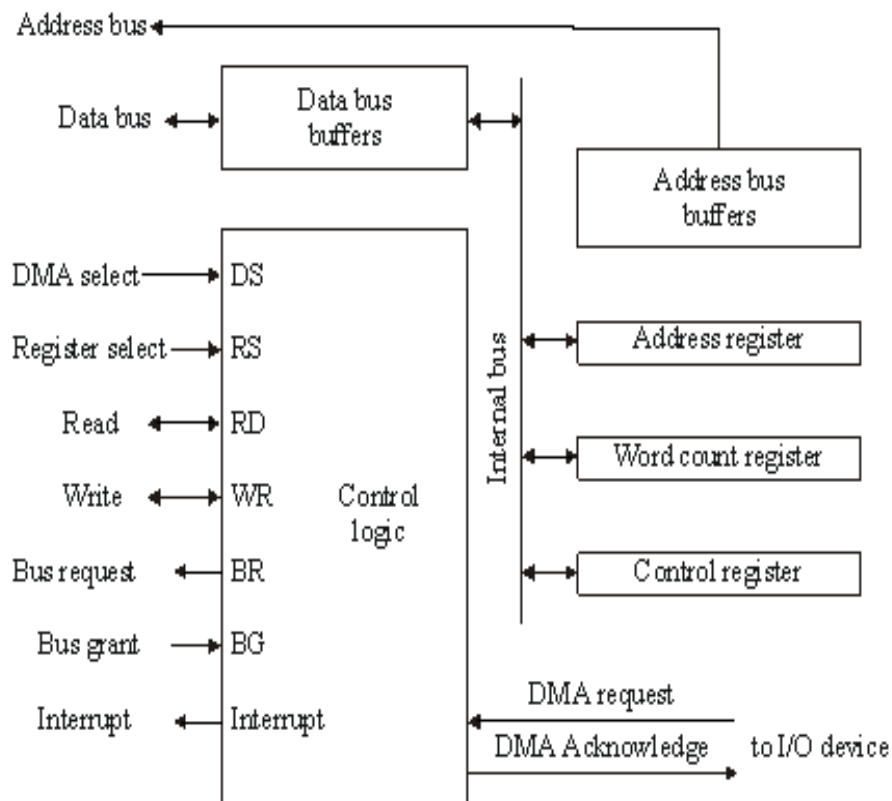 Address bus
Data bus
Data bus
buffers
Address bus
buffers
DMA select
DS
Register select
RS
Address register
Read
RD
Internal bus
Write
WR
Control
logic
Word count register
Bus request
BR
Control register
Bus grant
BG
Interrupt
Interrupt
DMA request
DMA Acknowledge
to I/O device